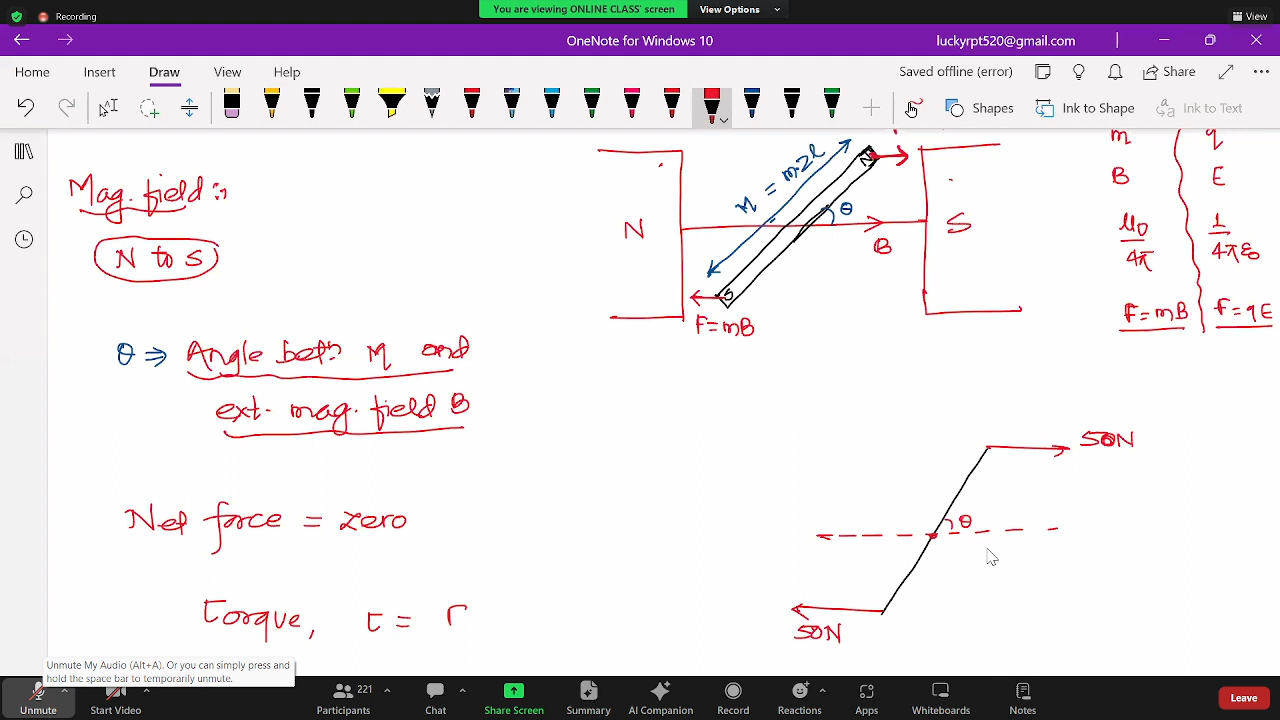 Recording
You are viewing ONLINE CLASS' screen
View Options
View
OneNote for Windows 10
luckyrpt520@gmail.com
Home
Insert
Draw
View
Help
Saved offline (error)
Share
Shapes
Ink to Shape
Ink to Text
Mag. field :-
N to S
θ ⇒ Angle betn M and
ext. mag. field B
Net force = zero
torque, τ = r
N
M = m.2l
N
θ
B
S
S
F=mB
m q
B E
μ0/4π 1/4πε0
F=mB F=qE
50N
θ
50N
Unmute My Audio (Alt+A). Or you can simply press and
hold the space bar to temporarily unmute.
Unmute
Start Video
221
Participants
Chat
Share Screen
Summary
AI Companion
Record
Reactions
Apps
Whiteboards
Notes
Leave